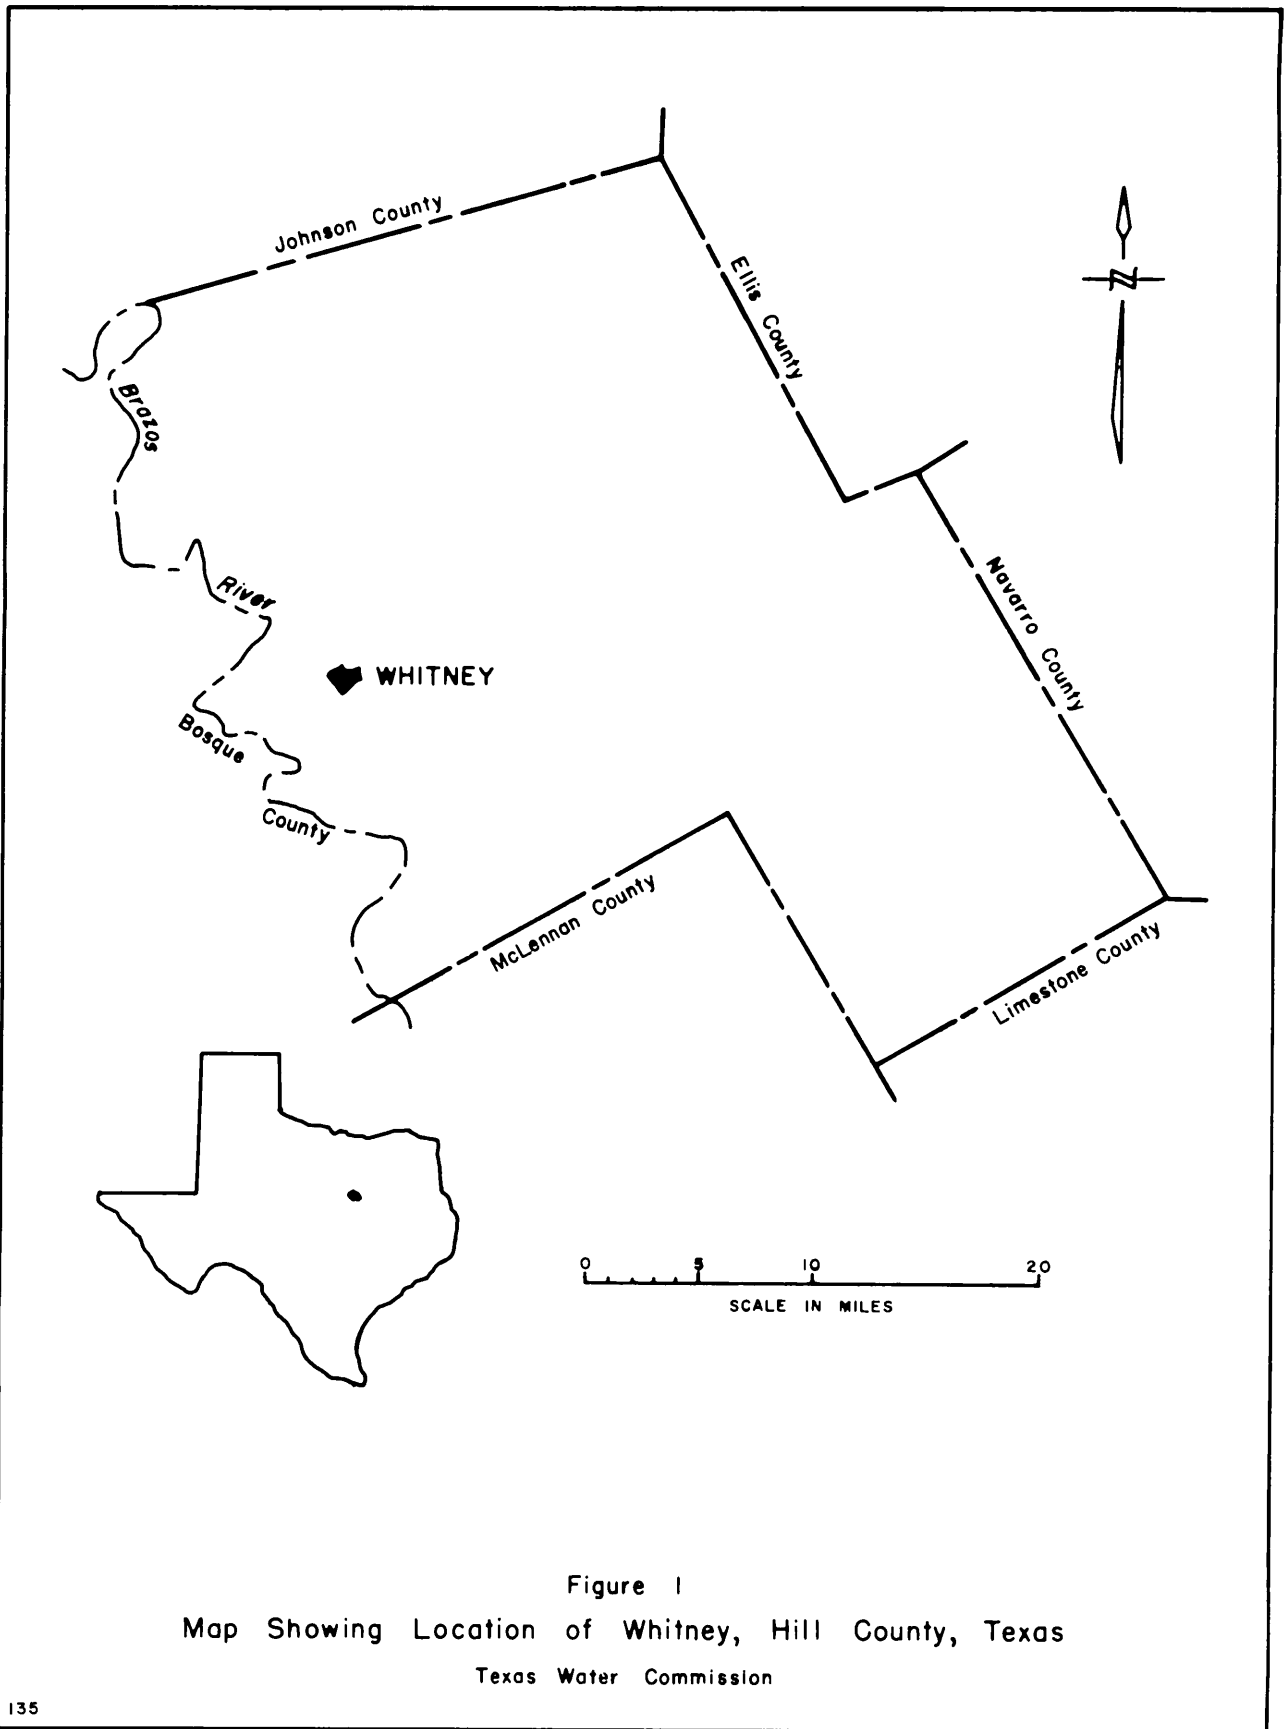 Johnson County
Ellis County
Brazos
River
Navarro County
WHITNEY
Bosque
County
McLennan County
Limestone County
N
0 5 10 20
SCALE IN MILES
Figure 1
Map Showing Location of Whitney, Hill County, Texas
Texas Water Commission
135